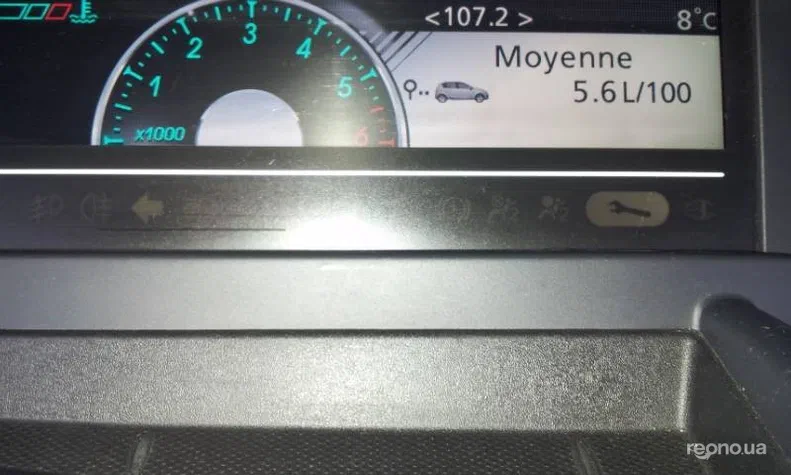 <107.2 > 8°C
Moyenne
5.6 L/100
1 2 3 4 5 6
x1000
reono.ua